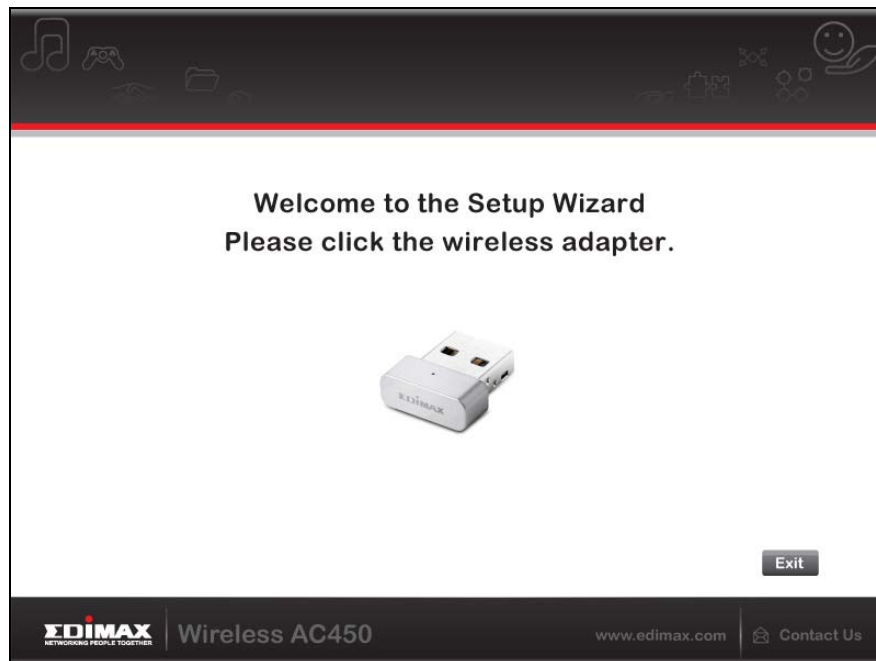 Welcome to the Setup Wizard
Please click the wireless adapter.
EDIMAX
Exit
EDIMAX
NETWORKING PEOPLE TOGETHER
Wireless AC450
www.edimax.com
Contact Us